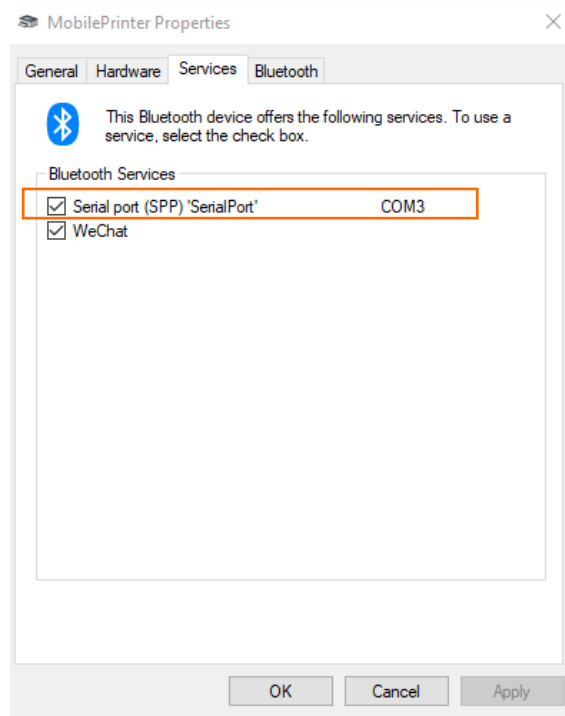 MobilePrinter Properties
General Hardware Services Bluetooth
This Bluetooth device offers the following services. To use a
service, select the check box.
Bluetooth Services
Serial port (SPP) 'SerialPort' COM3
WeChat
OK Cancel Apply